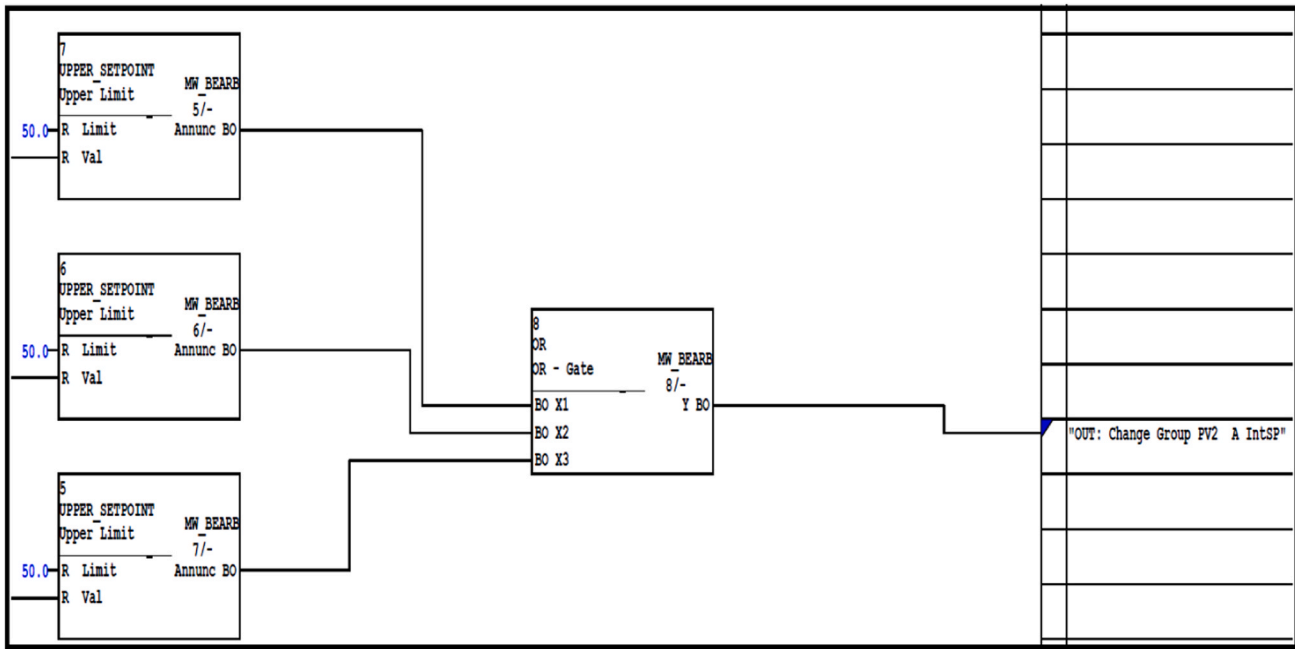 7
UPPER_SETPOINT
Upper Limit
MW_BEARB
5/-
50.0 R Limit Annunc BO
R Val
6
UPPER_SETPOINT
Upper Limit
MW_BEARB
6/-
50.0 R Limit Annunc BO
R Val
8
OR
OR - Gate
MW_BEARB
8/-
BO X1 Y BO
BO X2
BO X3
"OUT: Change Group PV2 A IntSP"
5
UPPER_SETPOINT
Upper Limit
MW_BEARB
7/-
50.0 R Limit Annunc BO
R Val